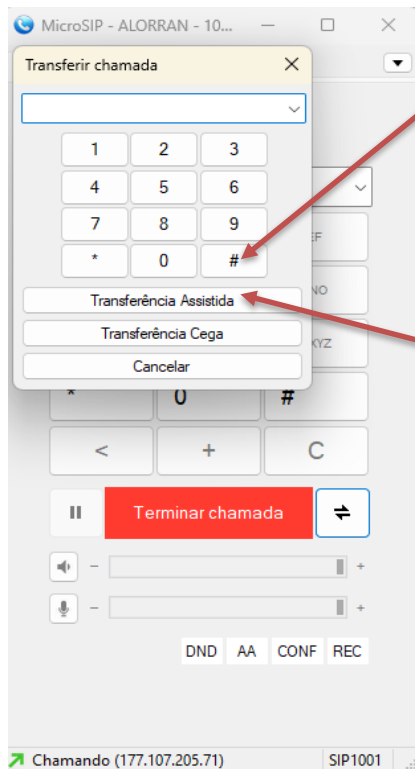 MicroSIP - ALORRAN - 10...
Transferir chamada
1 2 3
4 5 6
7 8 9
* 0 #
Transferência Assistida
Transferência Cega
Cancelar
* 0 #
< + C
Terminar chamada
- +
- +
DND AA CONF REC
Chamando (177.107.205.71) SIP1001